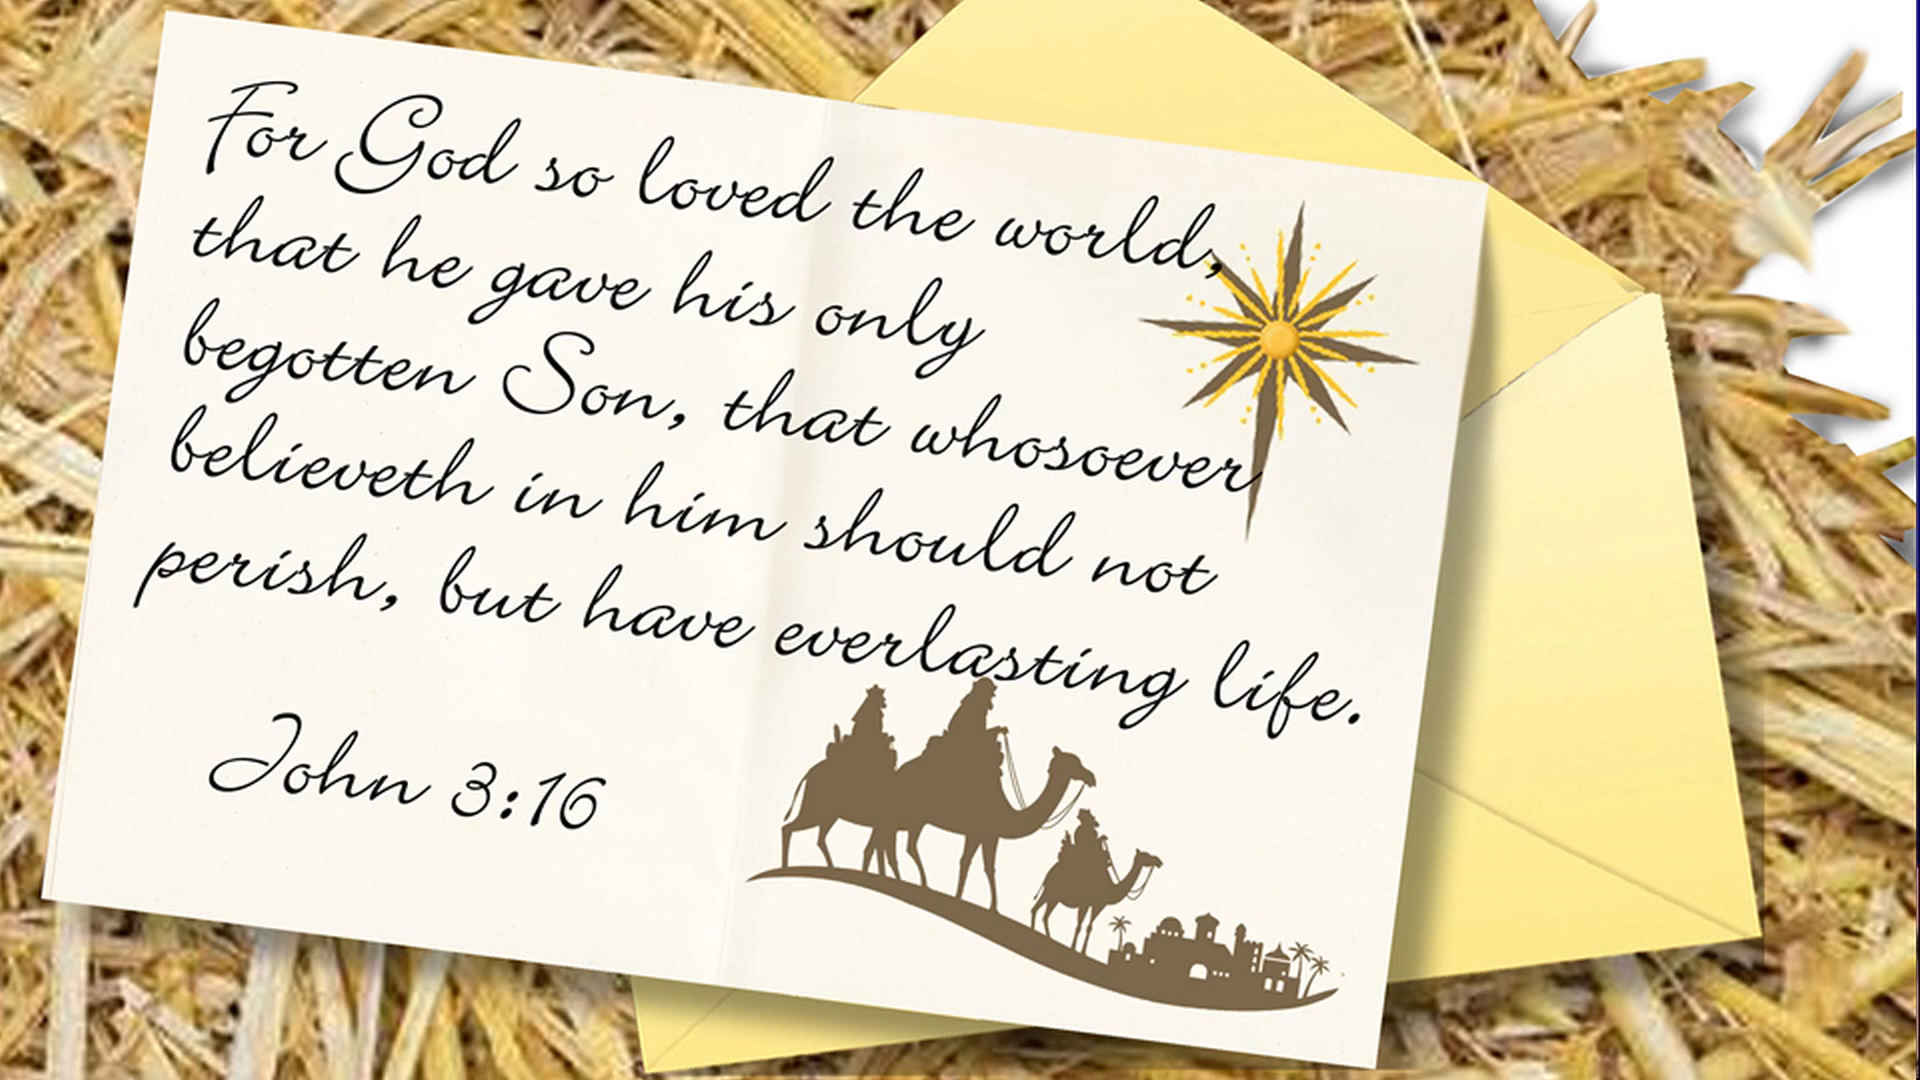 For God so loved the world,
that he gave his only
begotten Son, that whosoever
believeth in him should not
perish, but have everlasting life.
John 3:16